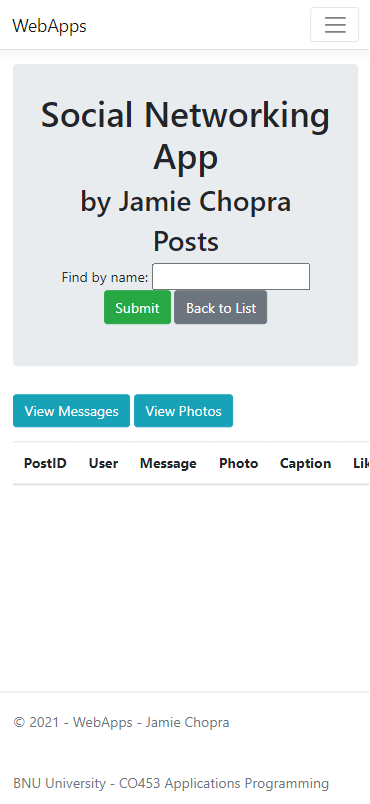 WebApps
Social Networking
App
by Jamie Chopra
Posts
Find by name:
Submit Back to List
View Messages View Photos
PostID User Message Photo Caption Lik
© 2021 - WebApps - Jamie Chopra
BNU University - CO453 Applications Programming